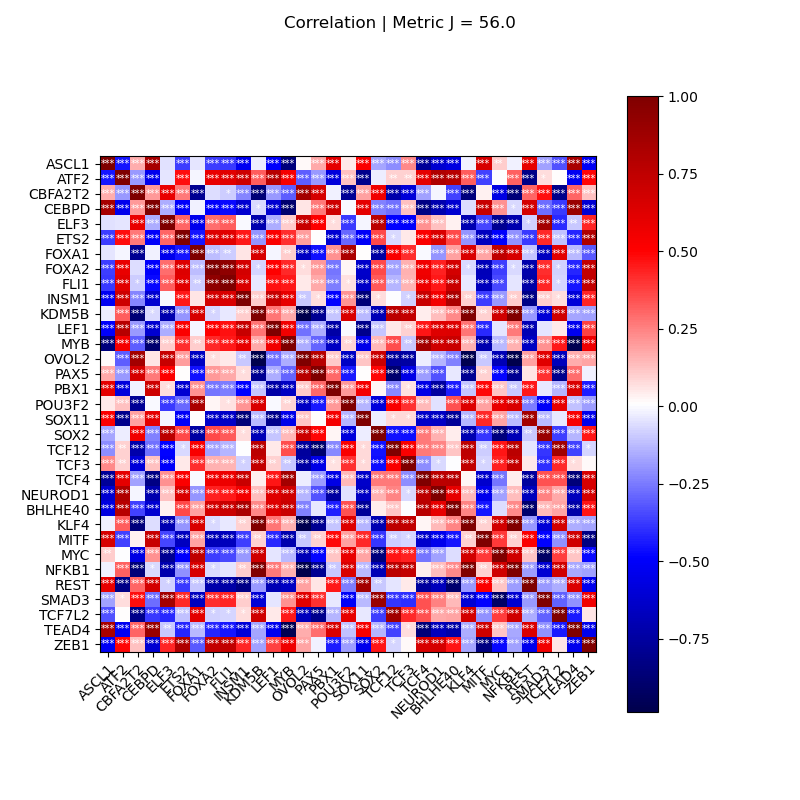 Correlation | Metric J = 56.0
ASCL1
ATF2
CBFA2T2
CEBPD
ELF3
ETS2
FOXA1
FOXA2
FLI1
INSM1
KDM5B
LEF1
MYB
OVOL2
PAX5
PBX1
POU3F2
SOX11
SOX2
TCF12
TCF3
TCF4
NEUROD1
BHLHE40
KLF4
MITF
MYC
NFKB1
REST
SMAD3
TCF7L2
TEAD4
ZEB1
ASCL1
ATF2
CBFA2T2
CEBPD
ELF3
ETS2
FOXA1
FOXA2
FLI1
INSM1
KDM5B
LEF1
MYB
OVOL2
PAX5
PBX1
POU3F2
SOX11
SOX2
TCF12
TCF3
TCF4
NEUROD1
BHLHE40
KLF4
MITF
MYC
NFKB1
REST
SMAD3
TCF7L2
TEAD4
ZEB1
1.00
0.75
0.50
0.25
0.00
−0.25
−0.50
−0.75